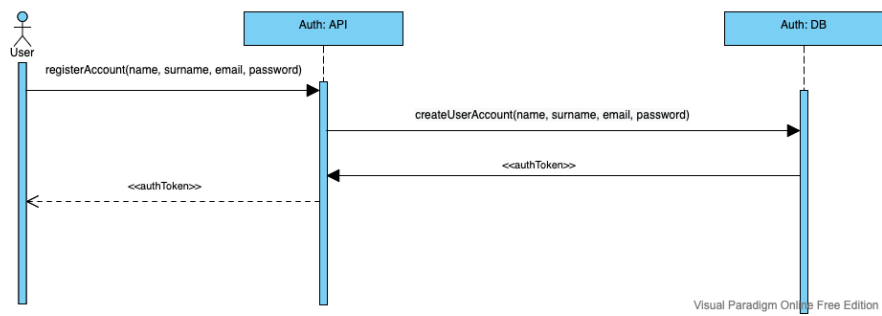 Auth: API
Auth: DB
User
registerAccount(name, surname, email, password)
createUserAccount(name, surname, email, password)
<<authToken>>
<<authToken>>
Visual Paradigm Online Free Edition